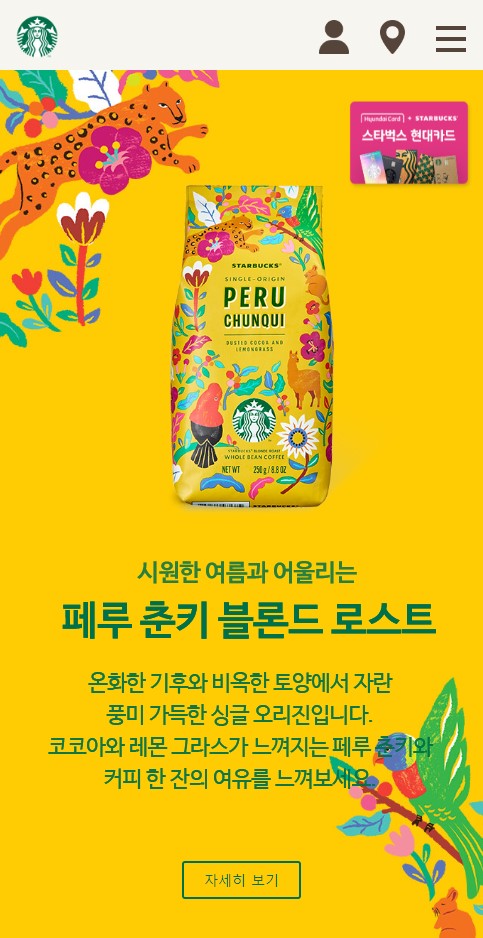 Hyundai Card + STARBUCKS
스타벅스 현대카드
STARBUCKS
SINGLE-ORIGIN
PERU
CHUNQUI
DUSTED COCOA AND
LEMONGRASS
STARBUCKS® BLONDE ROAST
WHOLE BEAN COFFEE
NET WT 250 g / 8.8 OZ
시원한 여름과 어울리는
페루 춘키 블론드 로스트
온화한 기후와 비옥한 토양에서 자란
풍미 가득한 싱글 오리진입니다.
코코아와 레몬 그라스가 느껴지는 페루 춘키와
커피 한 잔의 여유를 느껴보세요.
자세히 보기